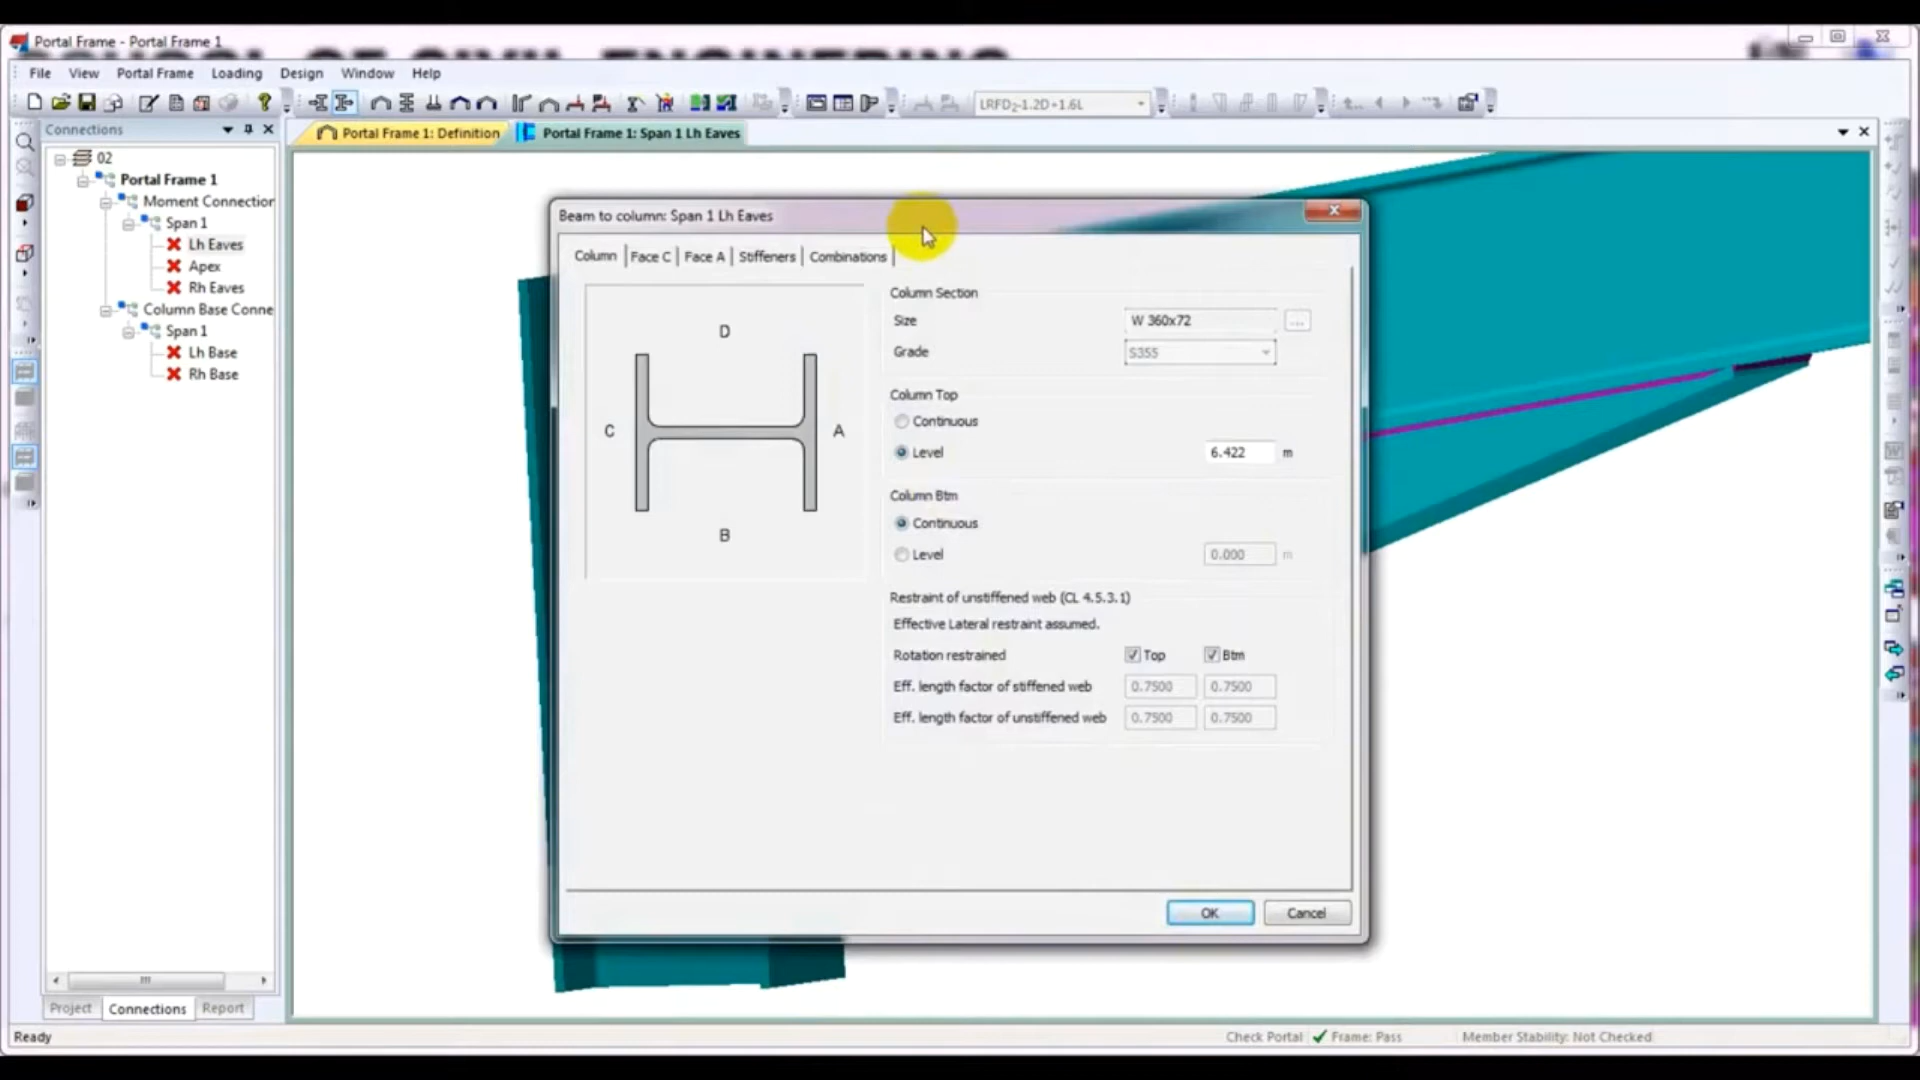 Portal Frame - Portal Frame 1
File View Portal Frame Loading Design Window Help
LRFD2-1.2D+1.6L
Connections
Portal Frame 1: Definition
Portal Frame 1: Span 1 Lh Eaves
02
Portal Frame 1
Moment Connection
Span 1
Lh Eaves
Apex
Rh Eaves
Column Base Conne
Span 1
Lh Base
Rh Base
Beam to column: Span 1 Lh Eaves
Column Face C Face A Stiffeners Combinations
D
C
A
B
Column Section
Size W 360x72 ...
Grade S355
Column Top
Continuous
Level 6.422 m
Column Btm
Continuous
Level 0.000 m
Restraint of unstiffened web (CL 4.5.3.1)
Effective Lateral restraint assumed.
Rotation restrained Top Btm
Eff. length factor of stiffened web 0.7500 0.7500
Eff. length factor of unstiffened web 0.7500 0.7500
OK Cancel
Project Connections Report
Ready
Check Portal Frame: Pass Member Stability: Not Checked